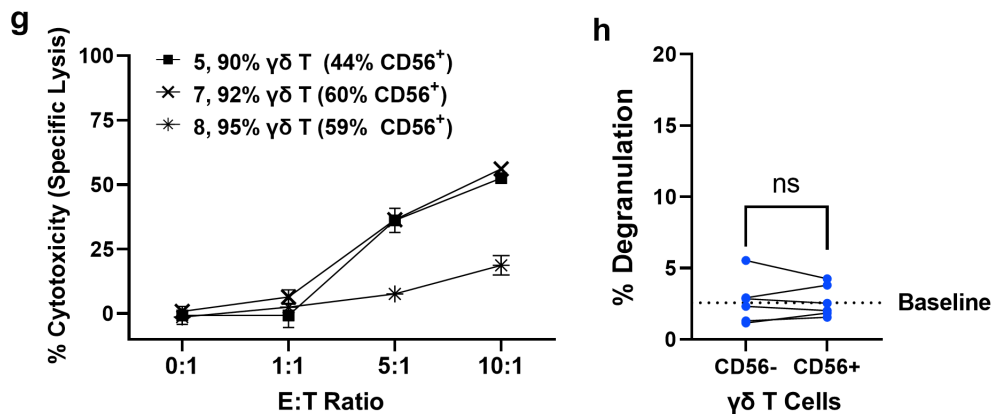 g
% Cytotoxicity (Specific Lysis)
100
75
50
25
0
5, 90% γδ T (44% CD56+)
7, 92% γδ T (60% CD56+)
8, 95% γδ T (59% CD56+)
0:1 1:1 5:1 10:1
E:T Ratio
h
% Degranulation
20
15
10
5
0
ns
Baseline
CD56- CD56+
γδ T Cells